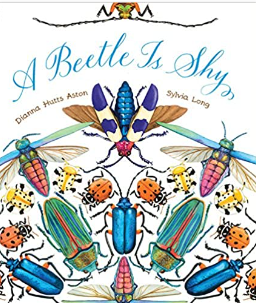 A Beetle Is Shy
Dianna Hutts Aston
Sylvia Long